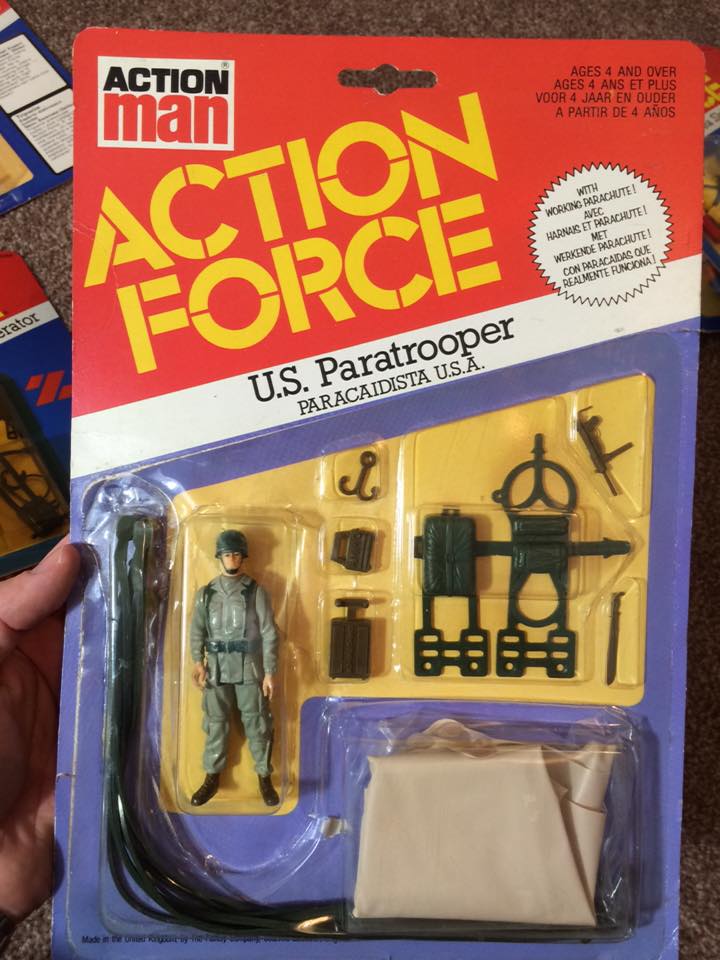 ACTION
man
®
AGES 4 AND OVER
AGES 4 ANS ET PLUS
VOOR 4 JAAR EN OUDER
A PARTIR DE 4 AÑOS
ACTION
FORCE
WITH
WORKING PARACHUTE!
AVEC
HARNAIS ET PARACHUTE!
MET
WERKENDE PARACHUTE!
CON PARACAIDAS QUE
REALMENTE FUNCIONA!
U.S. Paratrooper
PARACAIDISTA U.S.A.
erator
Made in the United Kingdom, by The